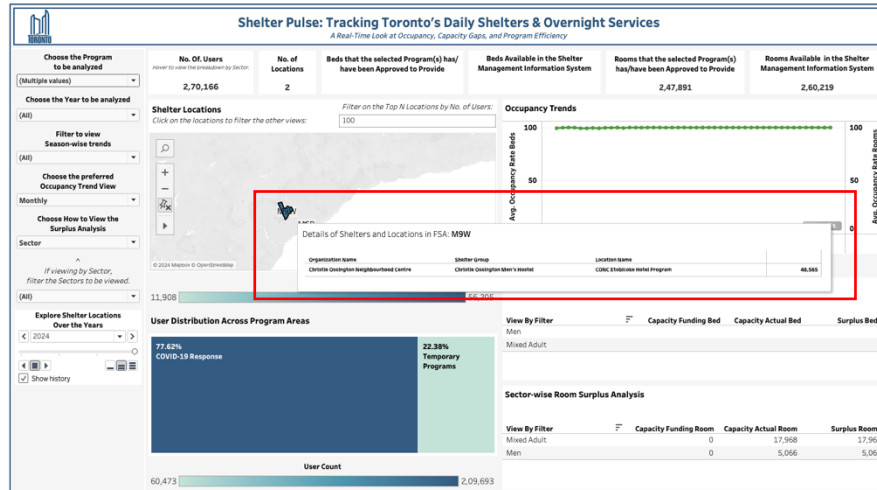 TORONTO
Shelter Pulse: Tracking Toronto's Daily Shelters & Overnight Services
A Real-Time Look at Occupancy, Capacity Gaps, and Program Efficiency
Choose the Program
to be analyzed
(Multiple values)
Choose the Year to be analyzed
(All)
Filter to view
Season-wise trends
(All)
Choose the preferred
Occupancy Trend View
Monthly
Choose How to View the
Surplus Analysis
Sector
^
If viewing by Sector,
filter the Sectors to be viewed.
(All)
Explore Shelter Locations
Over the Years
2024
Show history
No. Of. Users
Hover to view the breakdown by Sector.
2,70,166
No. of
Locations
2
Beds that the selected Program(s) has/
have been Approved to Provide
Beds Available in the Shelter
Management Information System
Rooms that the selected Program(s)
has/have been Approved to Provide
2,47,891
Rooms Available in the Shelter
Management Information System
2,60,219
Shelter Locations
Click on the locations to filter the other views:
Filter on the Top N Locations by No. of Users:
100
© 2024 Mapbox © OpenStreetMap
11,908
56,305
Occupancy Trends
Avg. Occupancy Rate Beds
100
50
100
50
0
Avg. Occupancy Rate Rooms
Details of Shelters and Locations in FSA: M9W
Organization Name Shelter Group Location Name
Christie Ossington Neighbourhood Centre Christie Ossington Men's Hostel CONC Etobicoke Hotel Program 48,565
User Distribution Across Program Areas
77.62%
COVID-19 Response
22.38%
Temporary
Programs
User Count
60,473
2,09,693
View By Filter Capacity Funding Bed Capacity Actual Bed Surplus Bed
Men
Mixed Adult
Sector-wise Room Surplus Analysis
View By Filter Capacity Funding Room Capacity Actual Room Surplus Room
Mixed Adult 0 17,968 17,96
Men 0 5,066 5,066